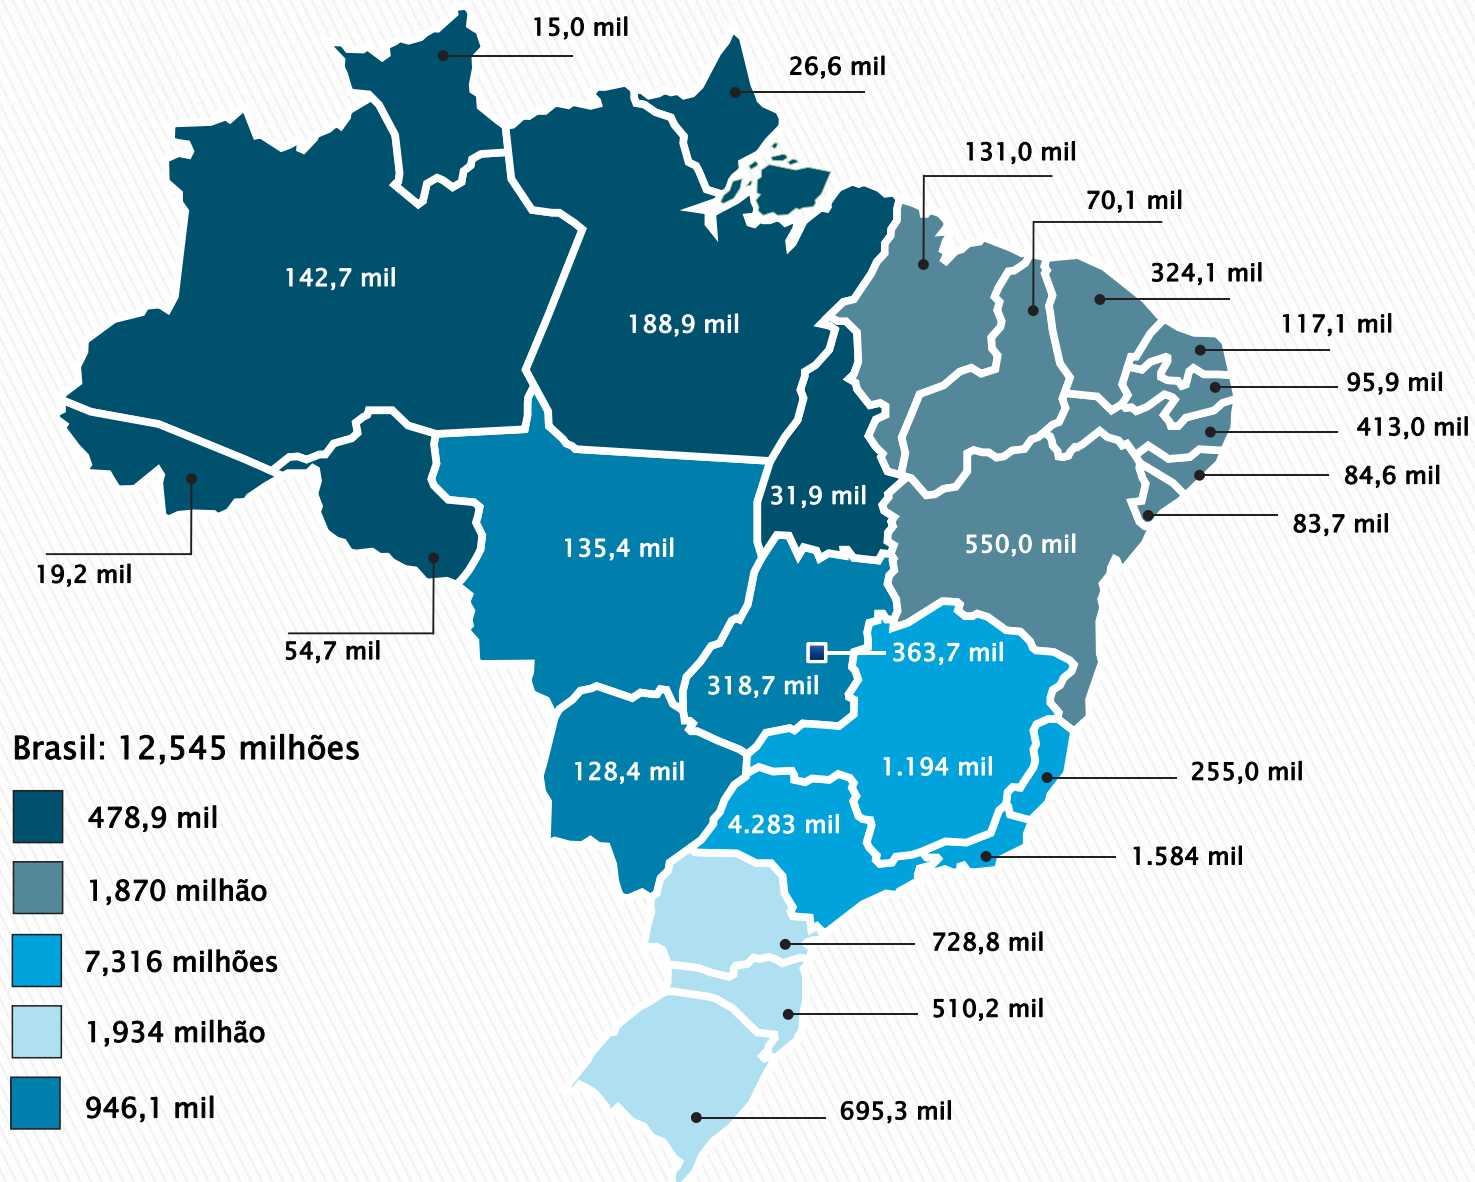 15,0 mil
26,6 mil
131,0 mil
70,1 mil
324,1 mil
142,7 mil
188,9 mil
117,1 mil
95,9 mil
413,0 mil
31,9 mil
84,6 mil
83,7 mil
135,4 mil
550,0 mil
19,2 mil
54,7 mil
363,7 mil
318,7 mil
Brasil: 12,545 milhões
128,4 mil
1.194 mil
255,0 mil
478,9 mil
4.283 mil
1.584 mil
1,870 milhão
728,8 mil
7,316 milhões
510,2 mil
1,934 milhão
946,1 mil
695,3 mil